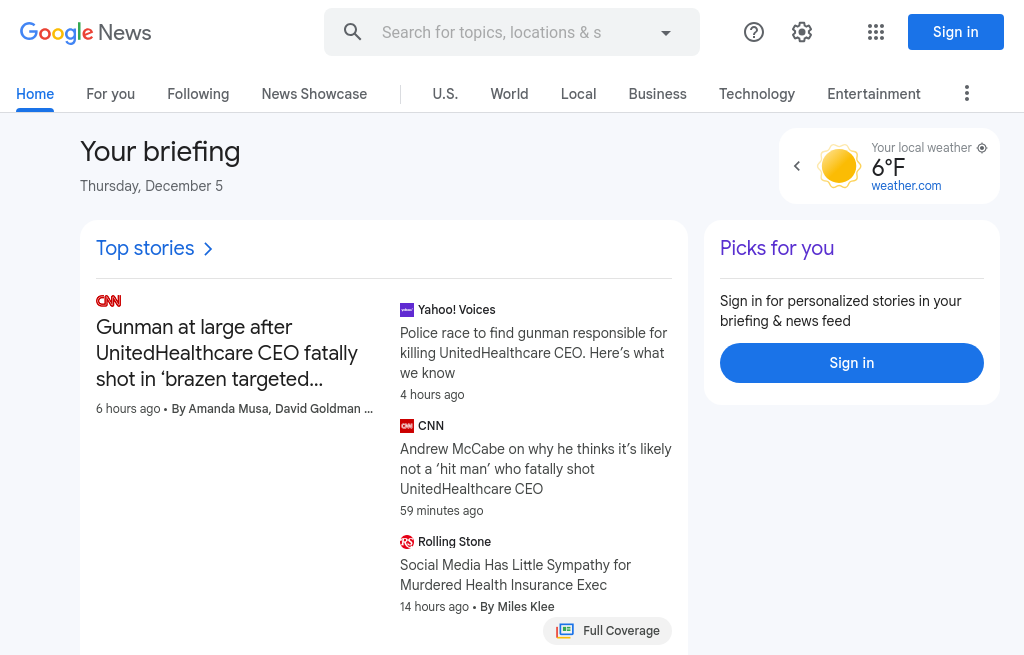 Google News
Search for topics, locations & s
Sign in
Home
For you
Following
News Showcase
U.S.
World
Local
Business
Technology
Entertainment
Your briefing
Thursday, December 5
Your local weather
6°F
weather.com
Top stories
CNN
Gunman at large after
UnitedHealthcare CEO fatally
shot in ‘brazen targeted...
6 hours ago • By Amanda Musa, David Goldman ...
Yahoo! Voices
Police race to find gunman responsible for
killing UnitedHealthcare CEO. Here’s what
we know
4 hours ago
CNN
Andrew McCabe on why he thinks it’s likely
not a ‘hit man’ who fatally shot
UnitedHealthcare CEO
59 minutes ago
RS Rolling Stone
Social Media Has Little Sympathy for
Murdered Health Insurance Exec
14 hours ago • By Miles Klee
Full Coverage
Picks for you
Sign in for personalized stories in your
briefing & news feed
Sign in